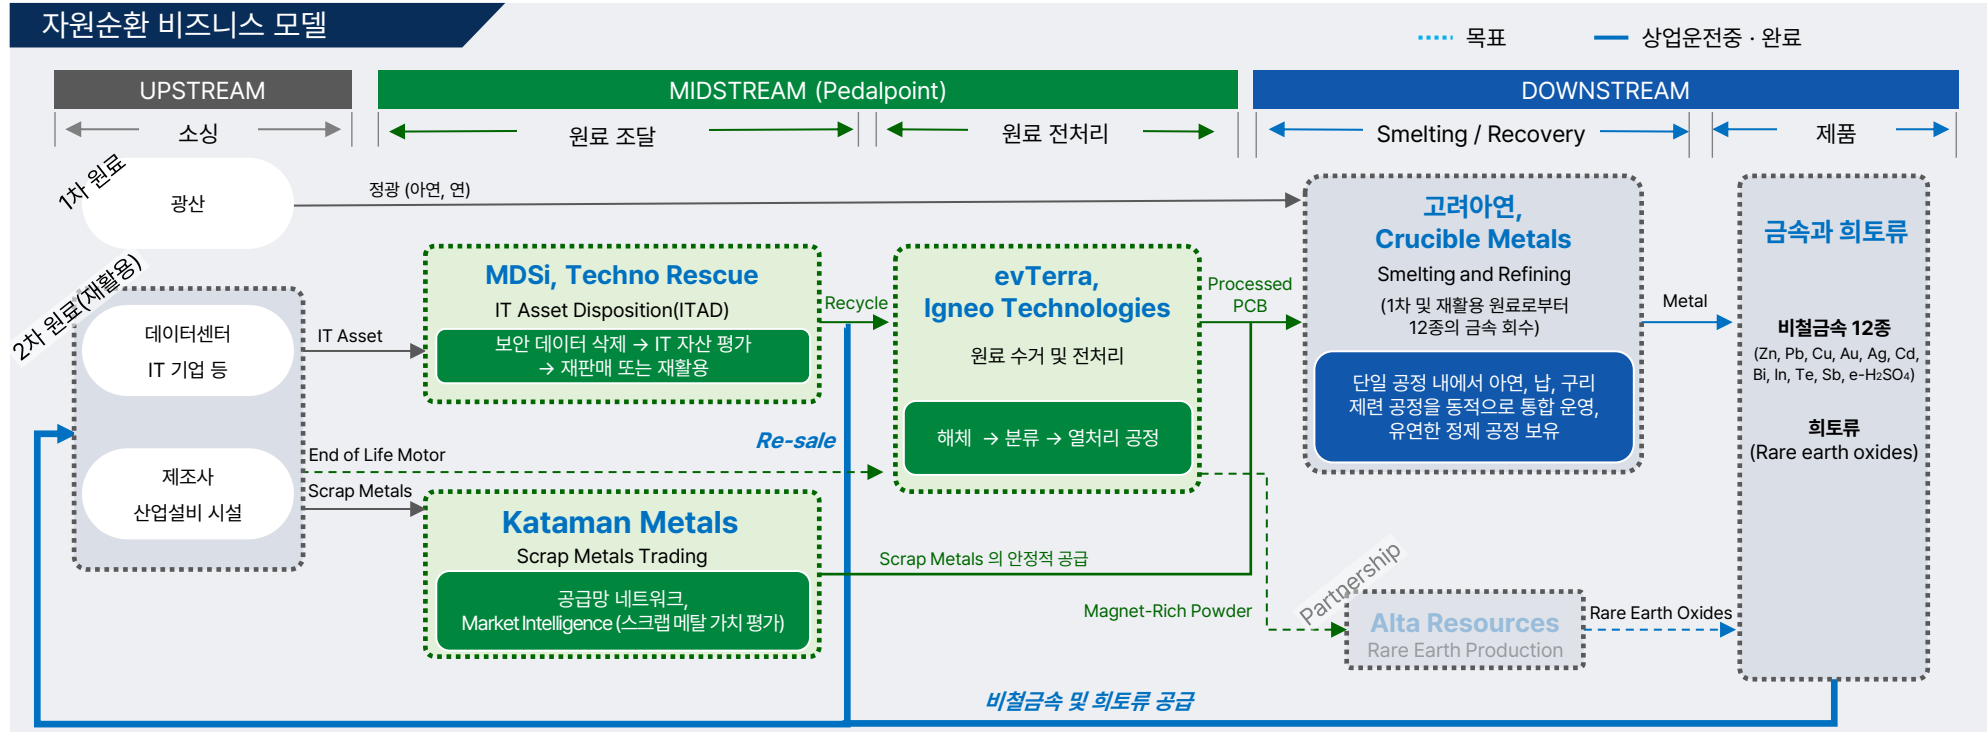 자원순환 비즈니스 모델
목표
상업운전중 · 완료
UPSTREAM
MIDSTREAM (Pedalpoint)
DOWNSTREAM
소싱
원료 조달
원료 전처리
Smelting / Recovery
제품
1차 원료
광산
정광 (아연, 연)
2차 원료(재활용)
데이터센터
IT 기업 등
IT Asset
제조사
산업설비 시설
End of Life Motor
Scrap Metals
MDSi, Techno Rescue
IT Asset Disposition(ITAD)
보안 데이터 삭제 → IT 자산 평가
→ 재판매 또는 재활용
Recycle
Re-sale
Kataman Metals
Scrap Metals Trading
공급망 네트워크,
Market Intelligence (스크랩 메탈 가치 평가)
evTerra,
Igneo Technologies
원료 수거 및 전처리
해체 → 분류 → 열처리 공정
Processed
PCB
Scrap Metals 의 안정적 공급
Magnet-Rich Powder
고려아연,
Crucible Metals
Smelting and Refining
(1차 및 재활용 원료로부터
12종의 금속 회수)
단일 공정 내에서 아연, 납, 구리
제련 공정을 동적으로 통합 운영,
유연한 정제 공정 보유
Metal
Partnership
Alta Resources
Rare Earth Production
Rare Earth Oxides
금속과 희토류
비철금속 12종
(Zn, Pb, Cu, Au, Ag, Cd,
Bi, In, Te, Sb, e-H₂SO₄)
희토류
(Rare earth oxides)
비철금속 및 희토류 공급